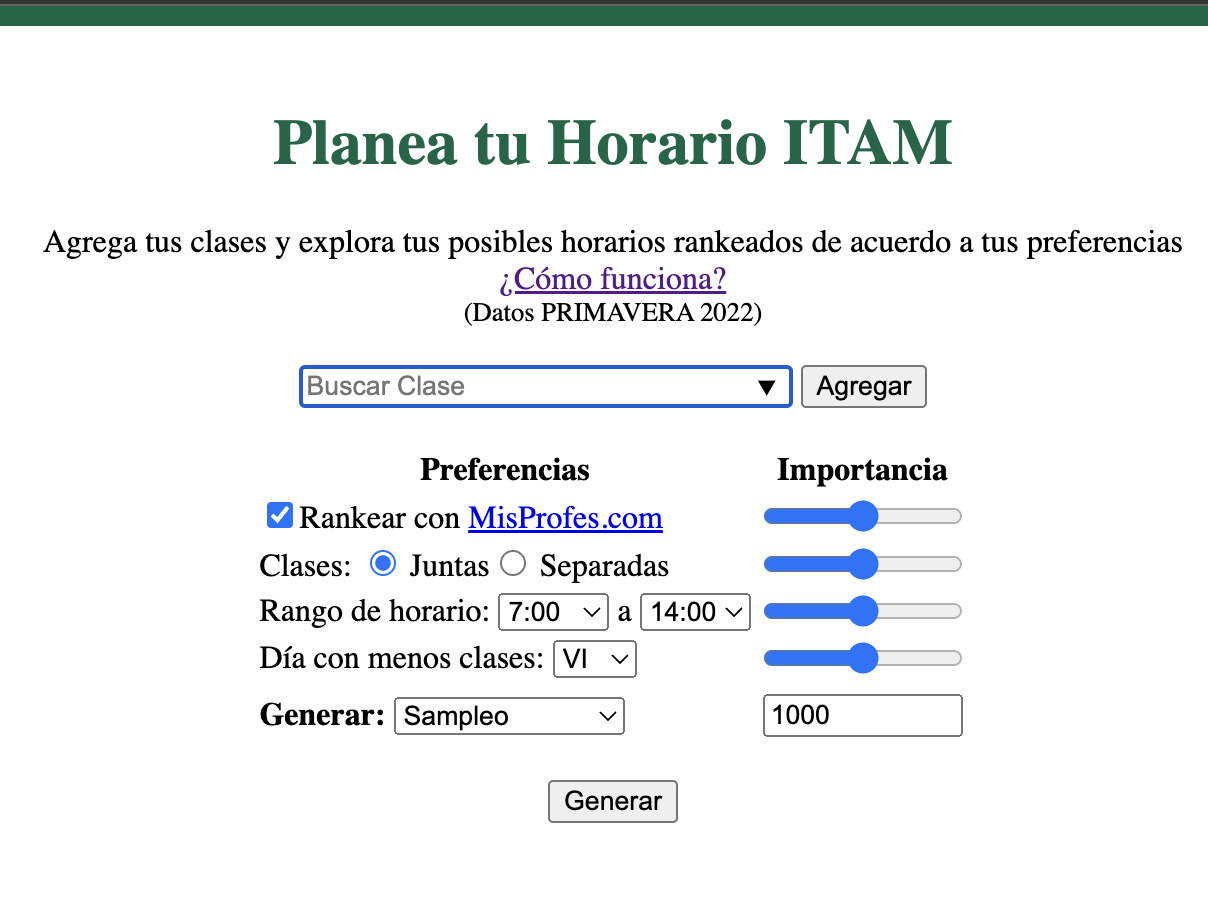 Planea tu Horario ITAM
Agrega tus clases y explora tus posibles horarios rankeados de acuerdo a tus preferencias
¿Cómo funciona?
(Datos PRIMAVERA 2022)
Buscar Clase Agregar
Preferencias Importancia
Rankear con MisProfes.com
Clases: Juntas Separadas
Rango de horario: 7:00 a 14:00
Día con menos clases: VI
Generar: Sampleo 1000
Generar